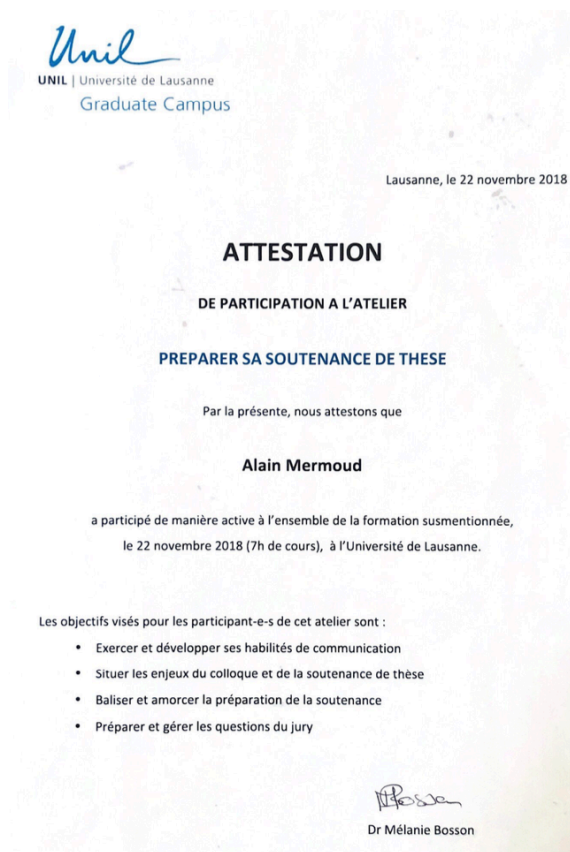 Unil
UNIL | Université de Lausanne
Graduate Campus
Lausanne, le 22 novembre 2018
ATTESTATION
DE PARTICIPATION A L'ATELIER
PREPARER SA SOUTENANCE DE THESE
Par la présente, nous attestons que
Alain Mermoud
a participé de manière active à l'ensemble de la formation susmentionnée,
le 22 novembre 2018 (7h de cours), à l'Université de Lausanne.
Les objectifs visés pour les participant-e-s de cet atelier sont :
• Exercer et développer ses habilités de communication
• Situer les enjeux du colloque et de la soutenance de thèse
• Baliser et amorcer la préparation de la soutenance
• Préparer et gérer les questions du jury
MBosson
Dr Mélanie Bosson